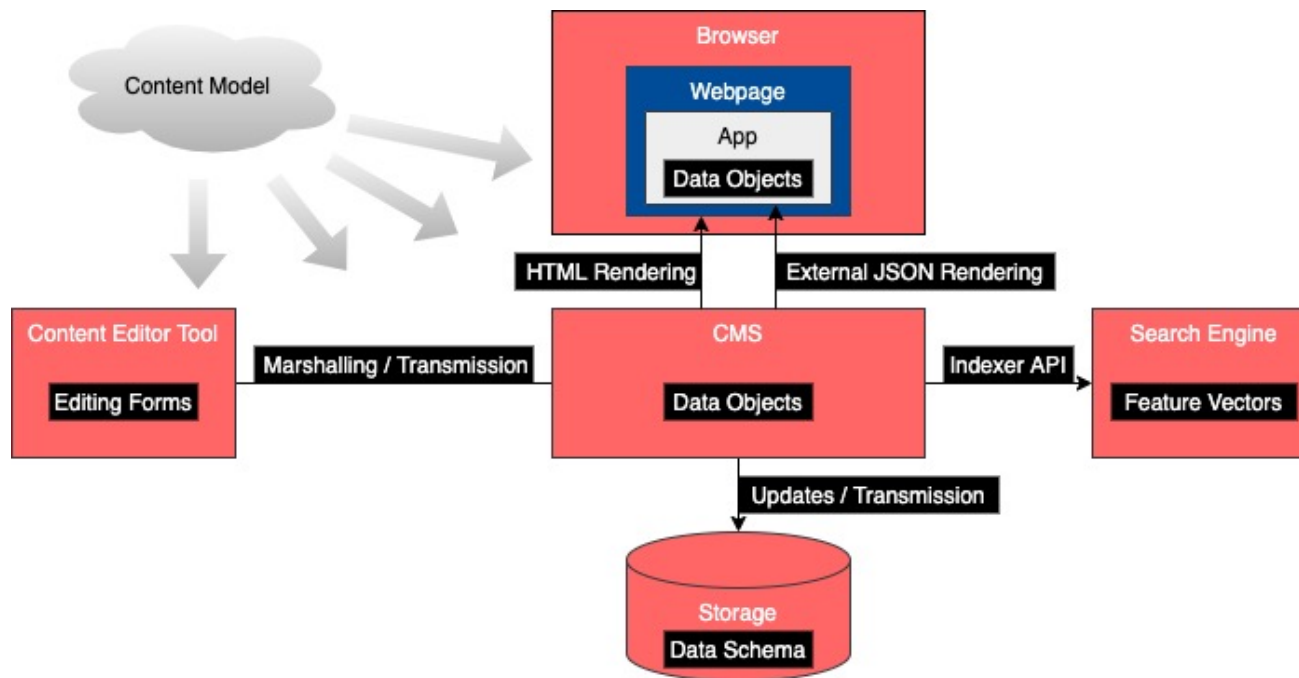 Browser
Content Model
Webpage
App
Data Objects
HTML Rendering
External JSON Rendering
Content Editor Tool
CMS
Search Engine
Marshalling / Transmission
Indexer API
Editing Forms
Data Objects
Feature Vectors
Updates / Transmission
Storage
Data Schema